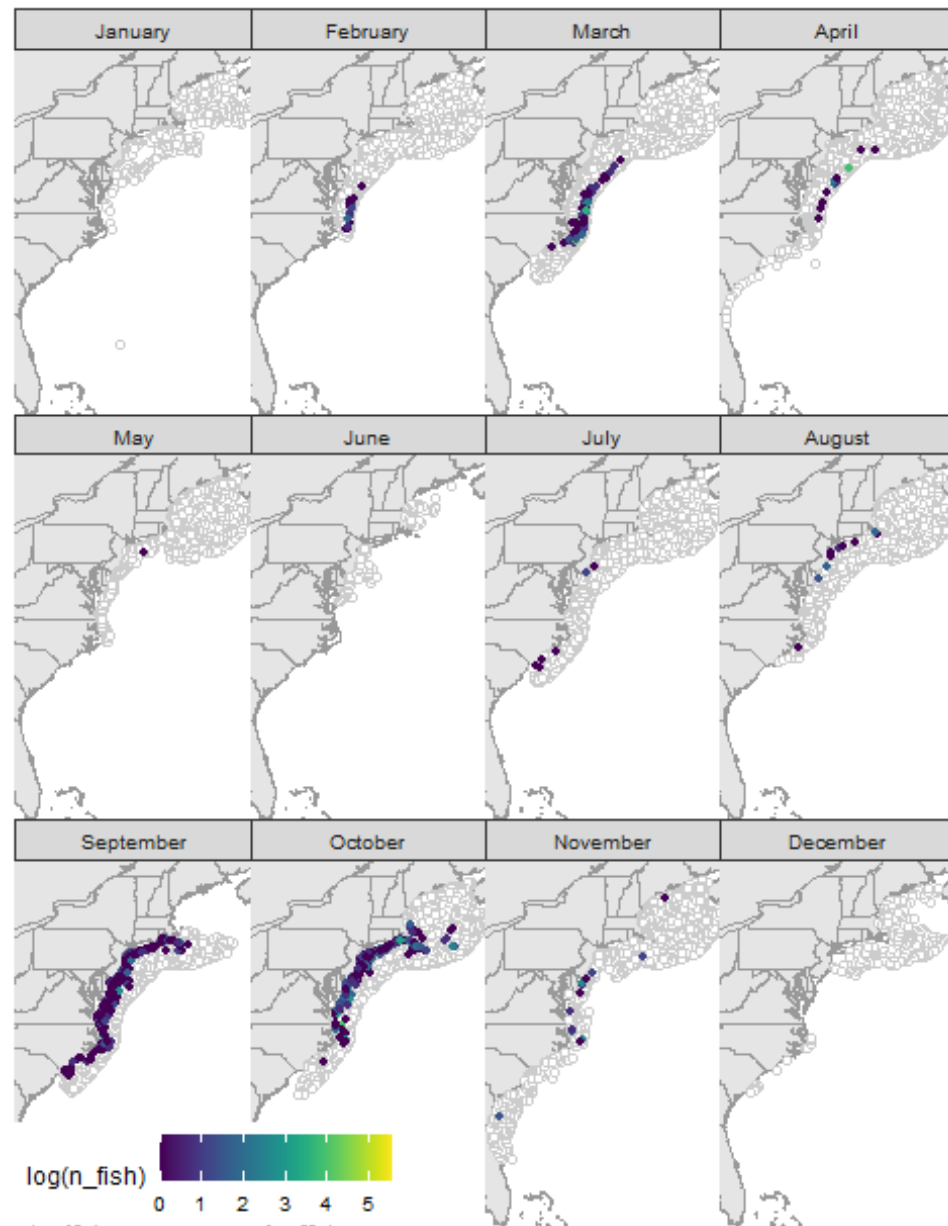 January February March April
May June July August
September October November December
log(n_fish)
0 1 2 3 4 5